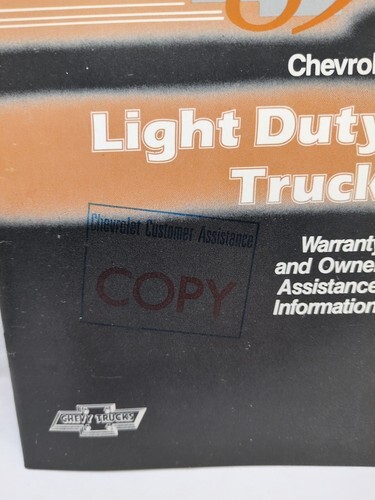 Chevrol
Light Duty
Truck
Chevrolet Customer Assistance
COPY
Warranty
and Owner
Assistance
Information
CHEVY TRUCKS